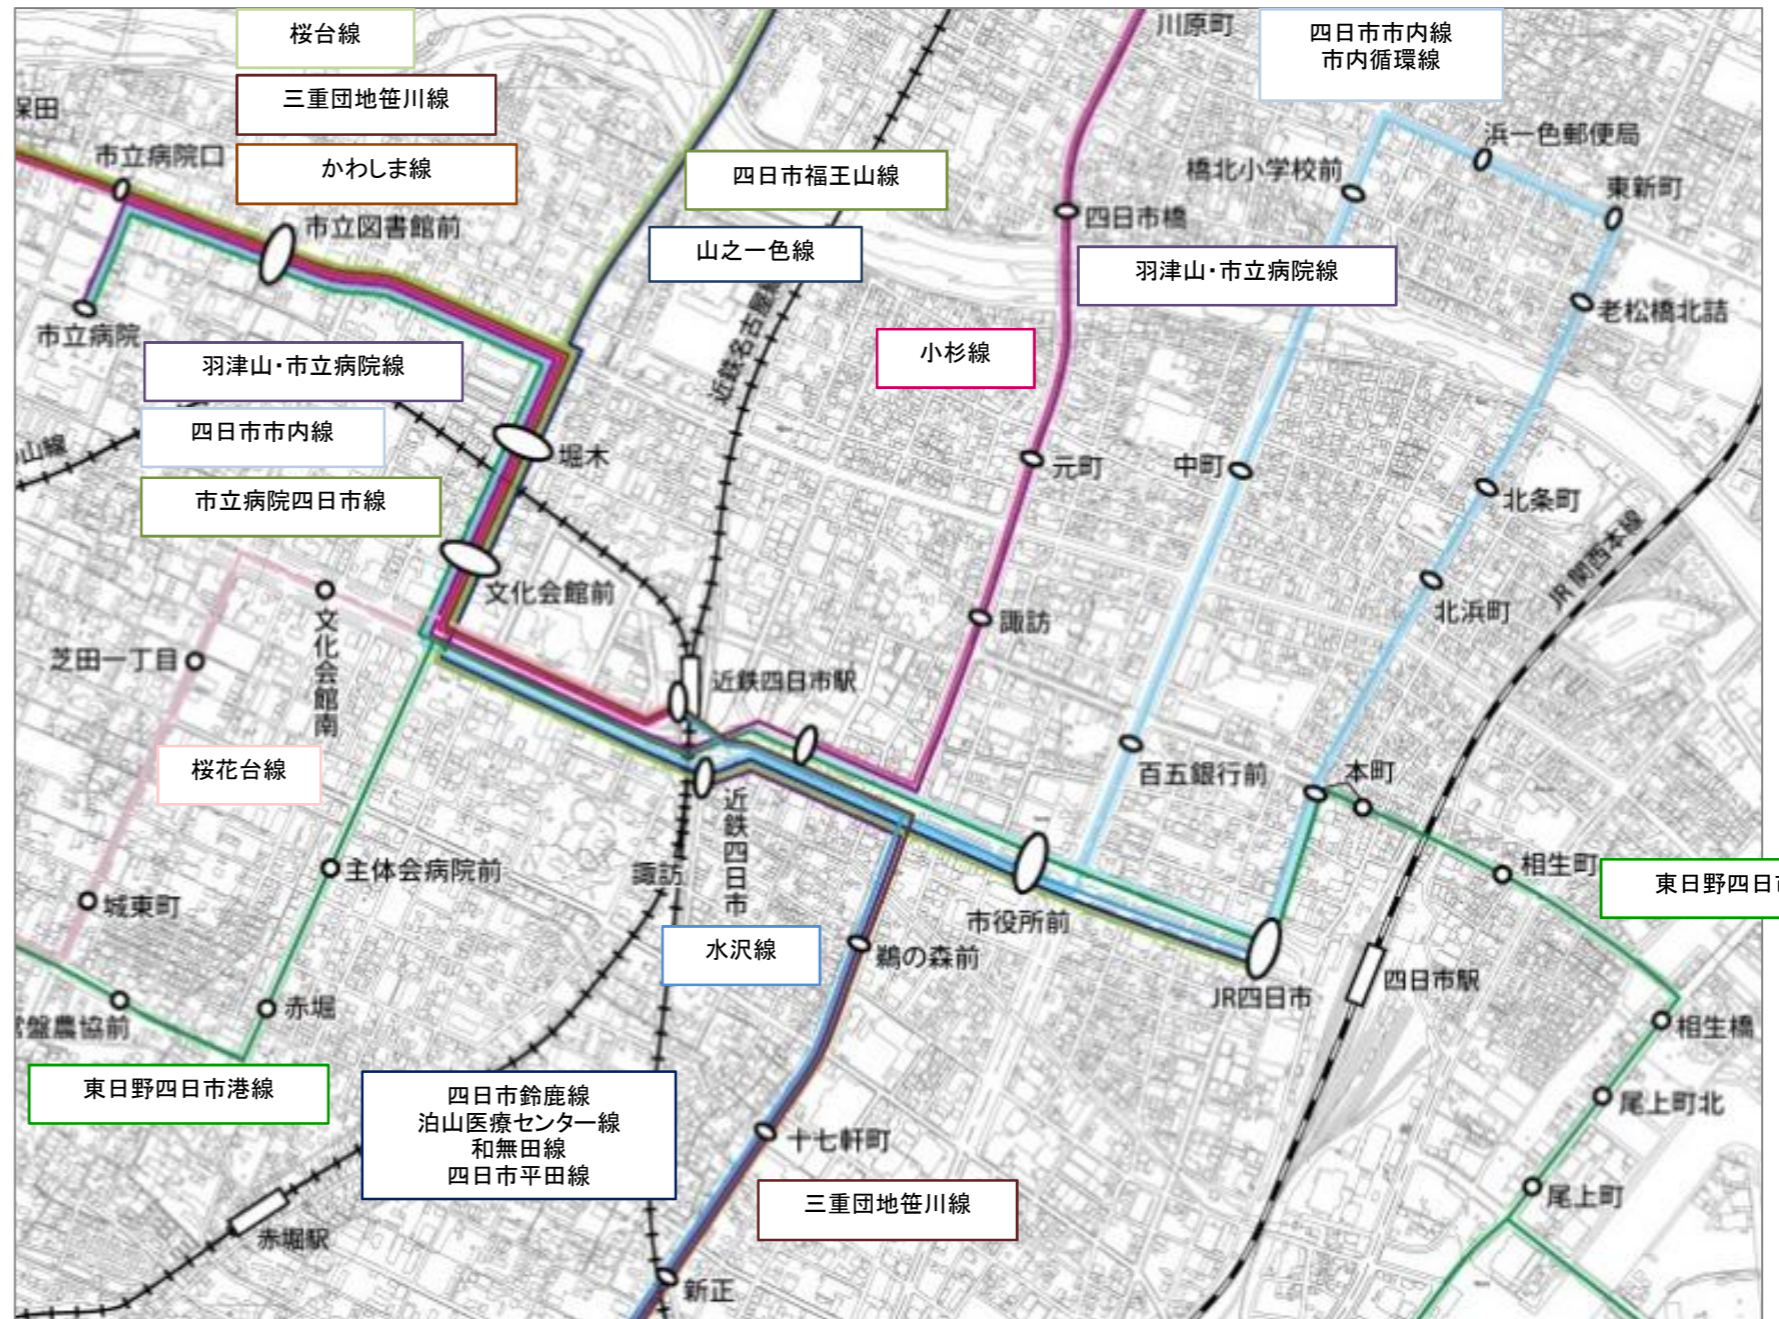 桜台線
三重団地笹川線
かわしま線
川原町
四日市市内線
市内循環線
保田
市立病院口
市立図書館前
四日市福王山線
山之一色線
橋北小学校前
浜一色郵便局
東新町
四日市橋
羽津山・市立病院線
老松橋北詰
市立病院
近鉄名古屋線
小杉線
羽津山・市立病院線
四日市市内線
市立病院四日市線
山線
堀木
元町
中町
北条町
JR関西本線
文化会館前
文化会館南
芝田一丁目
諏訪
北浜町
近鉄四日市駅
桜花台線
百五銀行前
本町
近鉄四日市
諏訪
主体会病院前
城東町
相生町
東日野四日市
市役所前
水沢線
鵜の森前
JR四日市
四日市駅
赤堀
常盤農協前
相生橋
東日野四日市港線
四日市鈴鹿線
泊山医療センター線
和無田線
四日市平田線
十七軒町
尾上町北
尾上町
三重団地笹川線
赤堀駅
新正